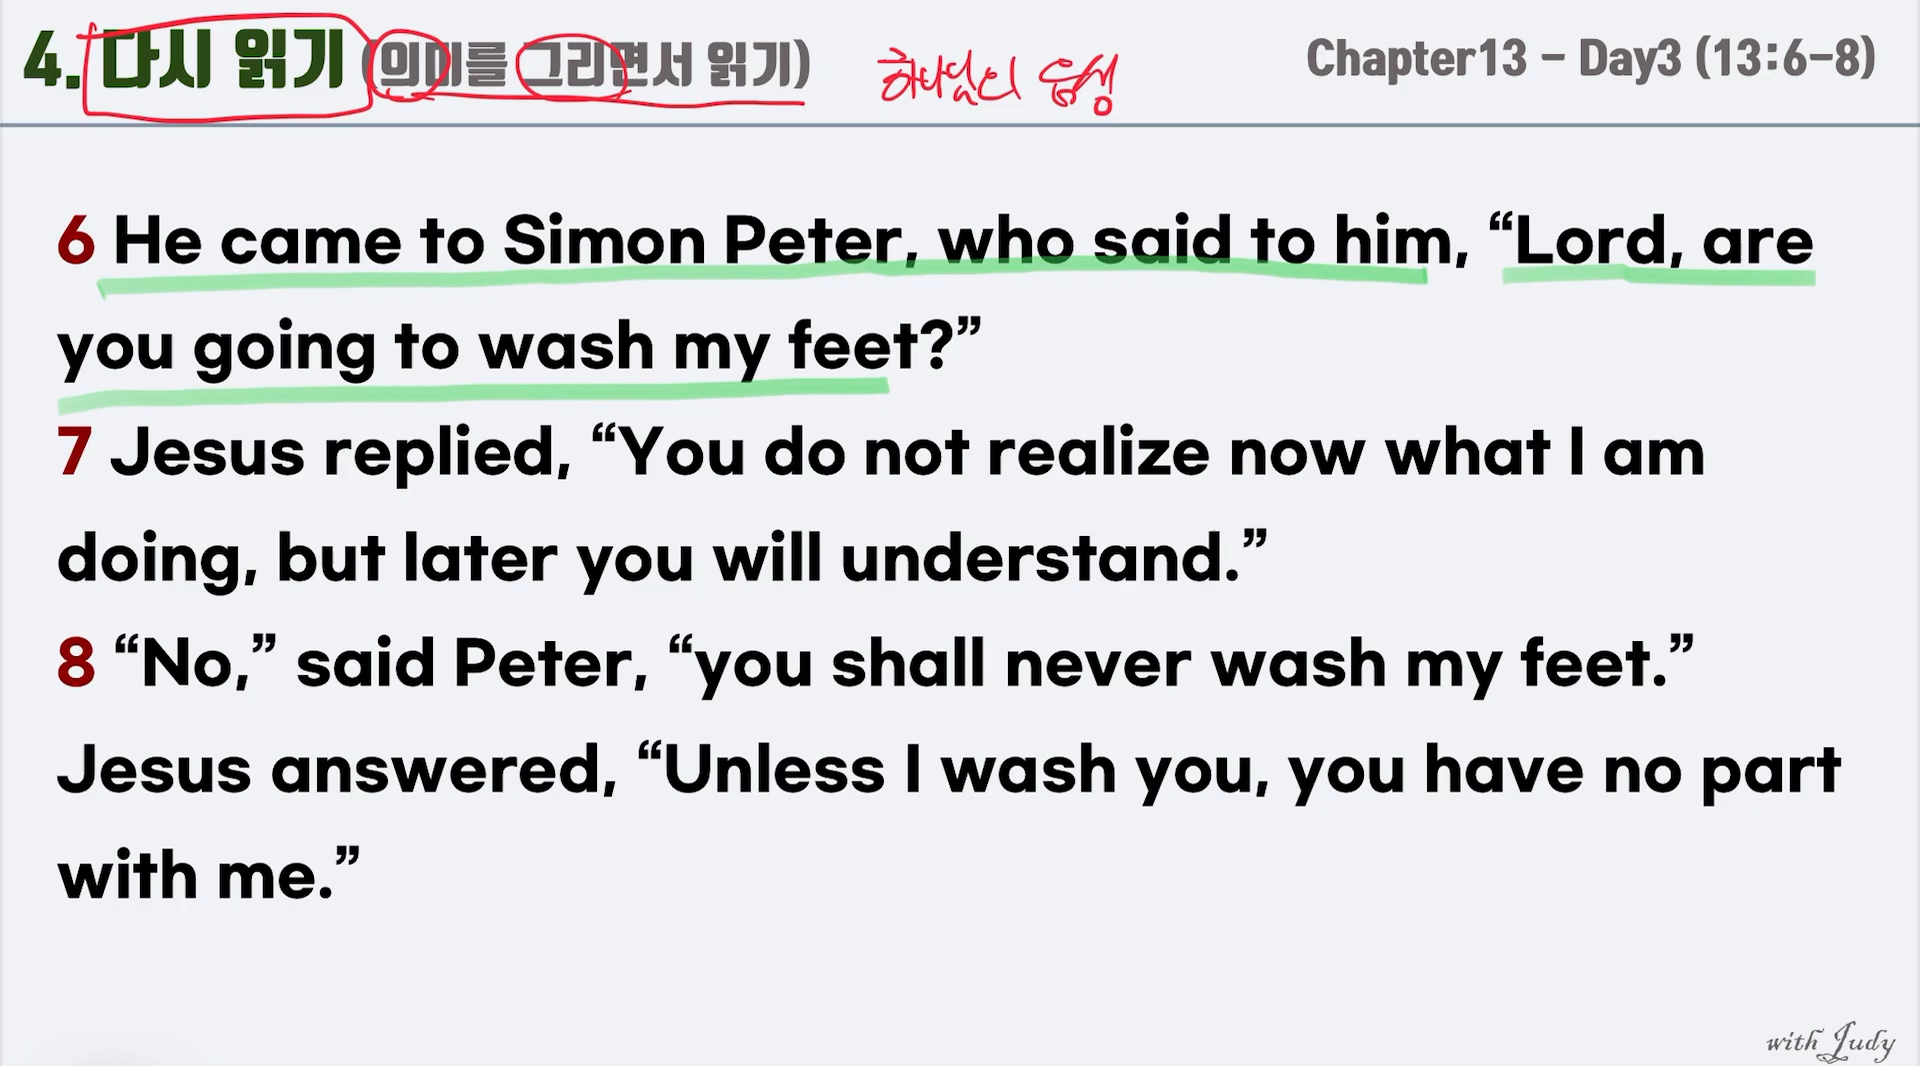 4. 다시 읽기 (의미를 그리면서 읽기) 하나님의 음성 Chapter13 – Day3 (13:6–8)
6 He came to Simon Peter, who said to him, “Lord, are
you going to wash my feet?”
7 Jesus replied, “You do not realize now what I am
doing, but later you will understand.”
8 “No,” said Peter, “you shall never wash my feet.”
Jesus answered, “Unless I wash you, you have no part
with me.”
with Judy